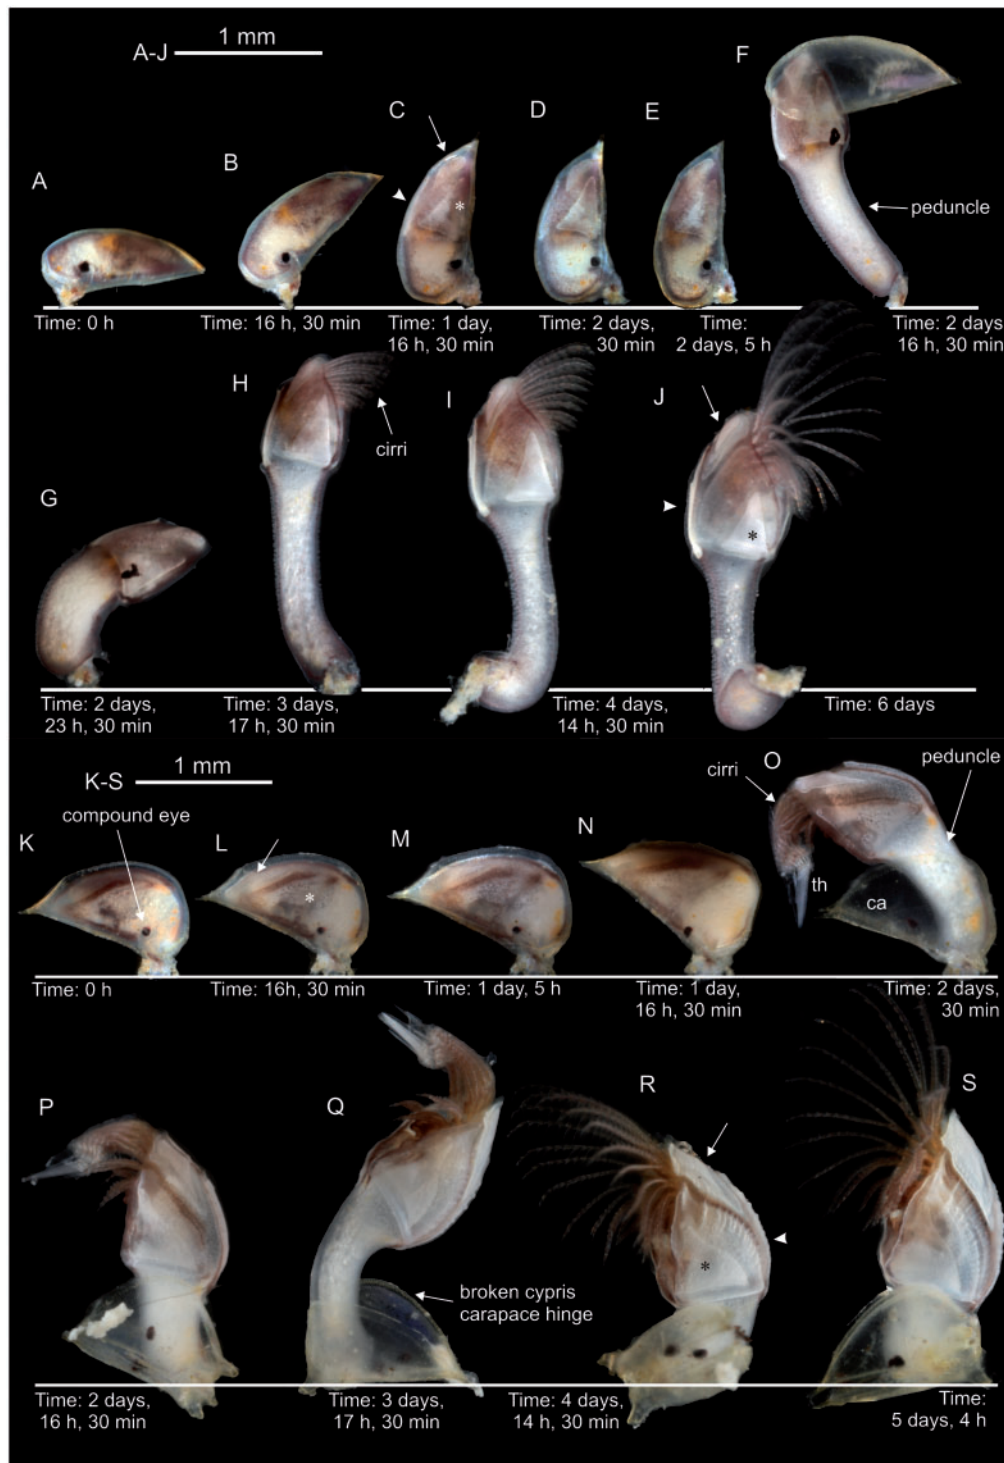 A-J
1 mm
A
B
C
*
D
E
F
peduncle
Time: 0 h
Time: 16 h, 30 min
Time: 1 day,
16 h, 30 min
Time: 2 days,
30 min
Time:
2 days, 5 h
Time: 2 days
16 h, 30 min
G
H
cirri
I
J
*
Time: 2 days,
23 h, 30 min
Time: 3 days,
17 h, 30 min
Time: 4 days,
14 h, 30 min
Time: 6 days
K-S
1 mm
compound eye
K
L
*
M
N
O
cirri
peduncle
th
ca
Time: 0 h
Time: 16h, 30 min
Time: 1 day, 5 h
Time: 1 day,
16 h, 30 min
Time: 2 days,
30 min
P
Q
broken cypris
carapace hinge
R
*
S
Time: 2 days,
16 h, 30 min
Time: 3 days,
17 h, 30 min
Time: 4 days,
14 h, 30 min
Time:
5 days, 4 h